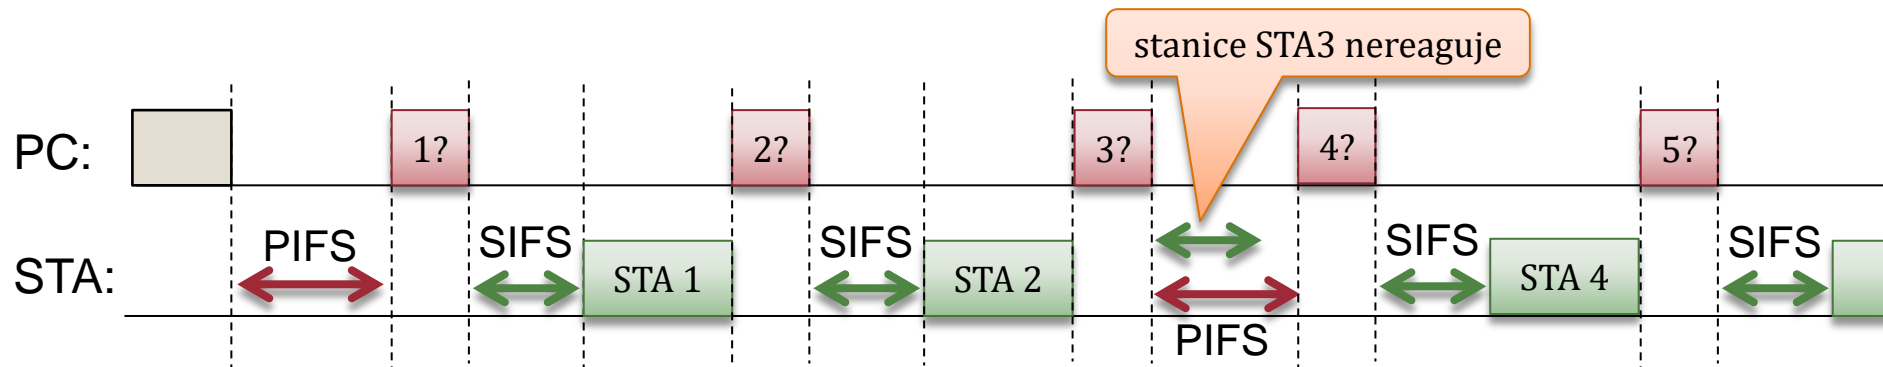 stanice STA3 nereaguje
PC:
1?
2?
3?
4?
5?
PIFS
SIFS
SIFS
SIFS
SIFS
STA:
STA 1
STA 2
STA 4
PIFS